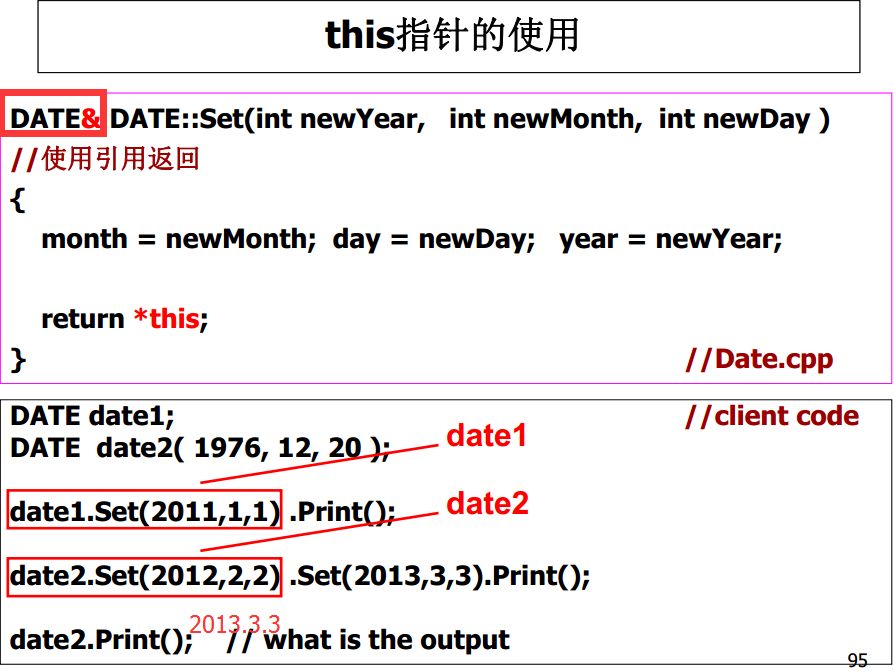 this指针的使用
DATE& DATE::Set(int newYear, int newMonth, int newDay )
//使用引用返回
{
month = newMonth; day = newDay; year = newYear;
return *this;
} //Date.cpp
DATE date1; //client code
DATE date2( 1976, 12, 20 );
date1
date1.Set(2011,1,1) .Print();
date2
date2.Set(2012,2,2) .Set(2013,3,3).Print();
2013.3.3
date2.Print(); // what is the output
95